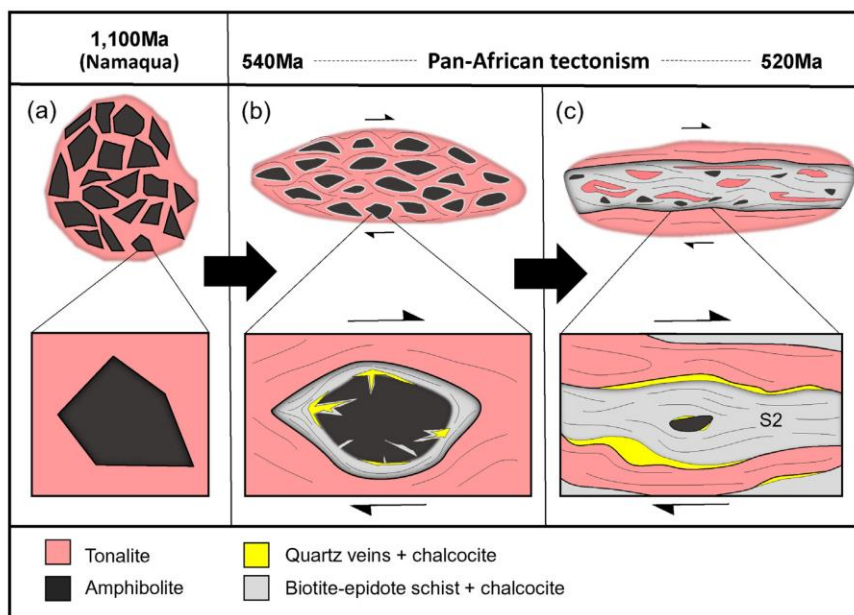 1,100Ma
(Namaqua)
540Ma Pan-African tectonism 520Ma
(a)
(b)
(c)
S2
Tonalite
Quartz veins + chalcocite
Amphibolite
Biotite-epidote schist + chalcocite